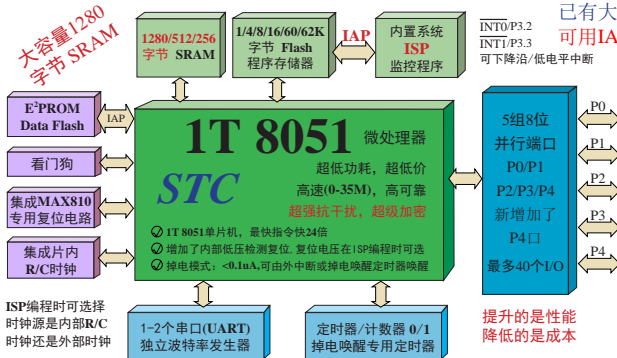 大容量1280
字节 SRAM
1280/512/256
字节 SRAM
1/4/8/16/60/62K
字节 Flash
程序存储器
IAP
内置系统
ISP
监控程序
INT0/P3.2
INT1/P3.3
可下降沿/低电平中断
已有大
可用IA
E²PROM
Data Flash
IAP
看门狗
集成MAX810
专用复位电路
集成片内
R/C时钟
1T 8051 微处理器
STC
超低功耗，超低价
高速(0-35M)，高可靠
超强抗干扰，超级加密
1T 8051单片机，最快指令快24倍
增加了内部低压检测复位,复位电压在ISP编程时可选
掉电模式：<0.1uA,可由外中断或掉电唤醒定时器唤醒
5组8位
并行端口
P0/P1
P2/P3/P4
新增加了
P4口
最多40个I/O
P0
P1
P2
P3
P4
ISP编程时可选择
时钟源是内部R/C
时钟还是外部时钟
1-2个串口(UART)
独立波特率发生器
定时器/计数器 0/1
掉电唤醒专用定时器
提升的是性能
降低的是成本